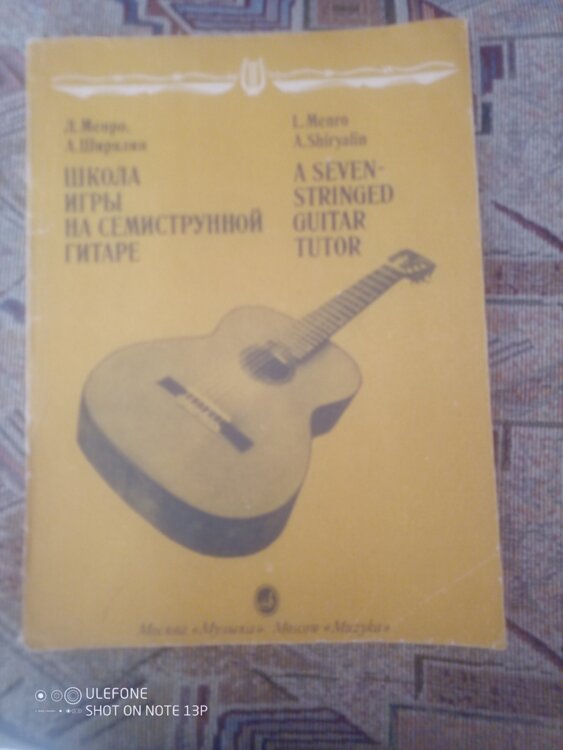 Л. Менро,
А. Ширялин
ШКОЛА
ИГРЫ
НА СЕМИСТРУННОЙ
ГИТАРЕ
L. Menro
A. Shiryalin
A SEVEN-
STRINGED
GUITAR
TUTOR
Москва «Музыка» Moscow «Muzyka»
ULEFONE
SHOT ON NOTE 13P